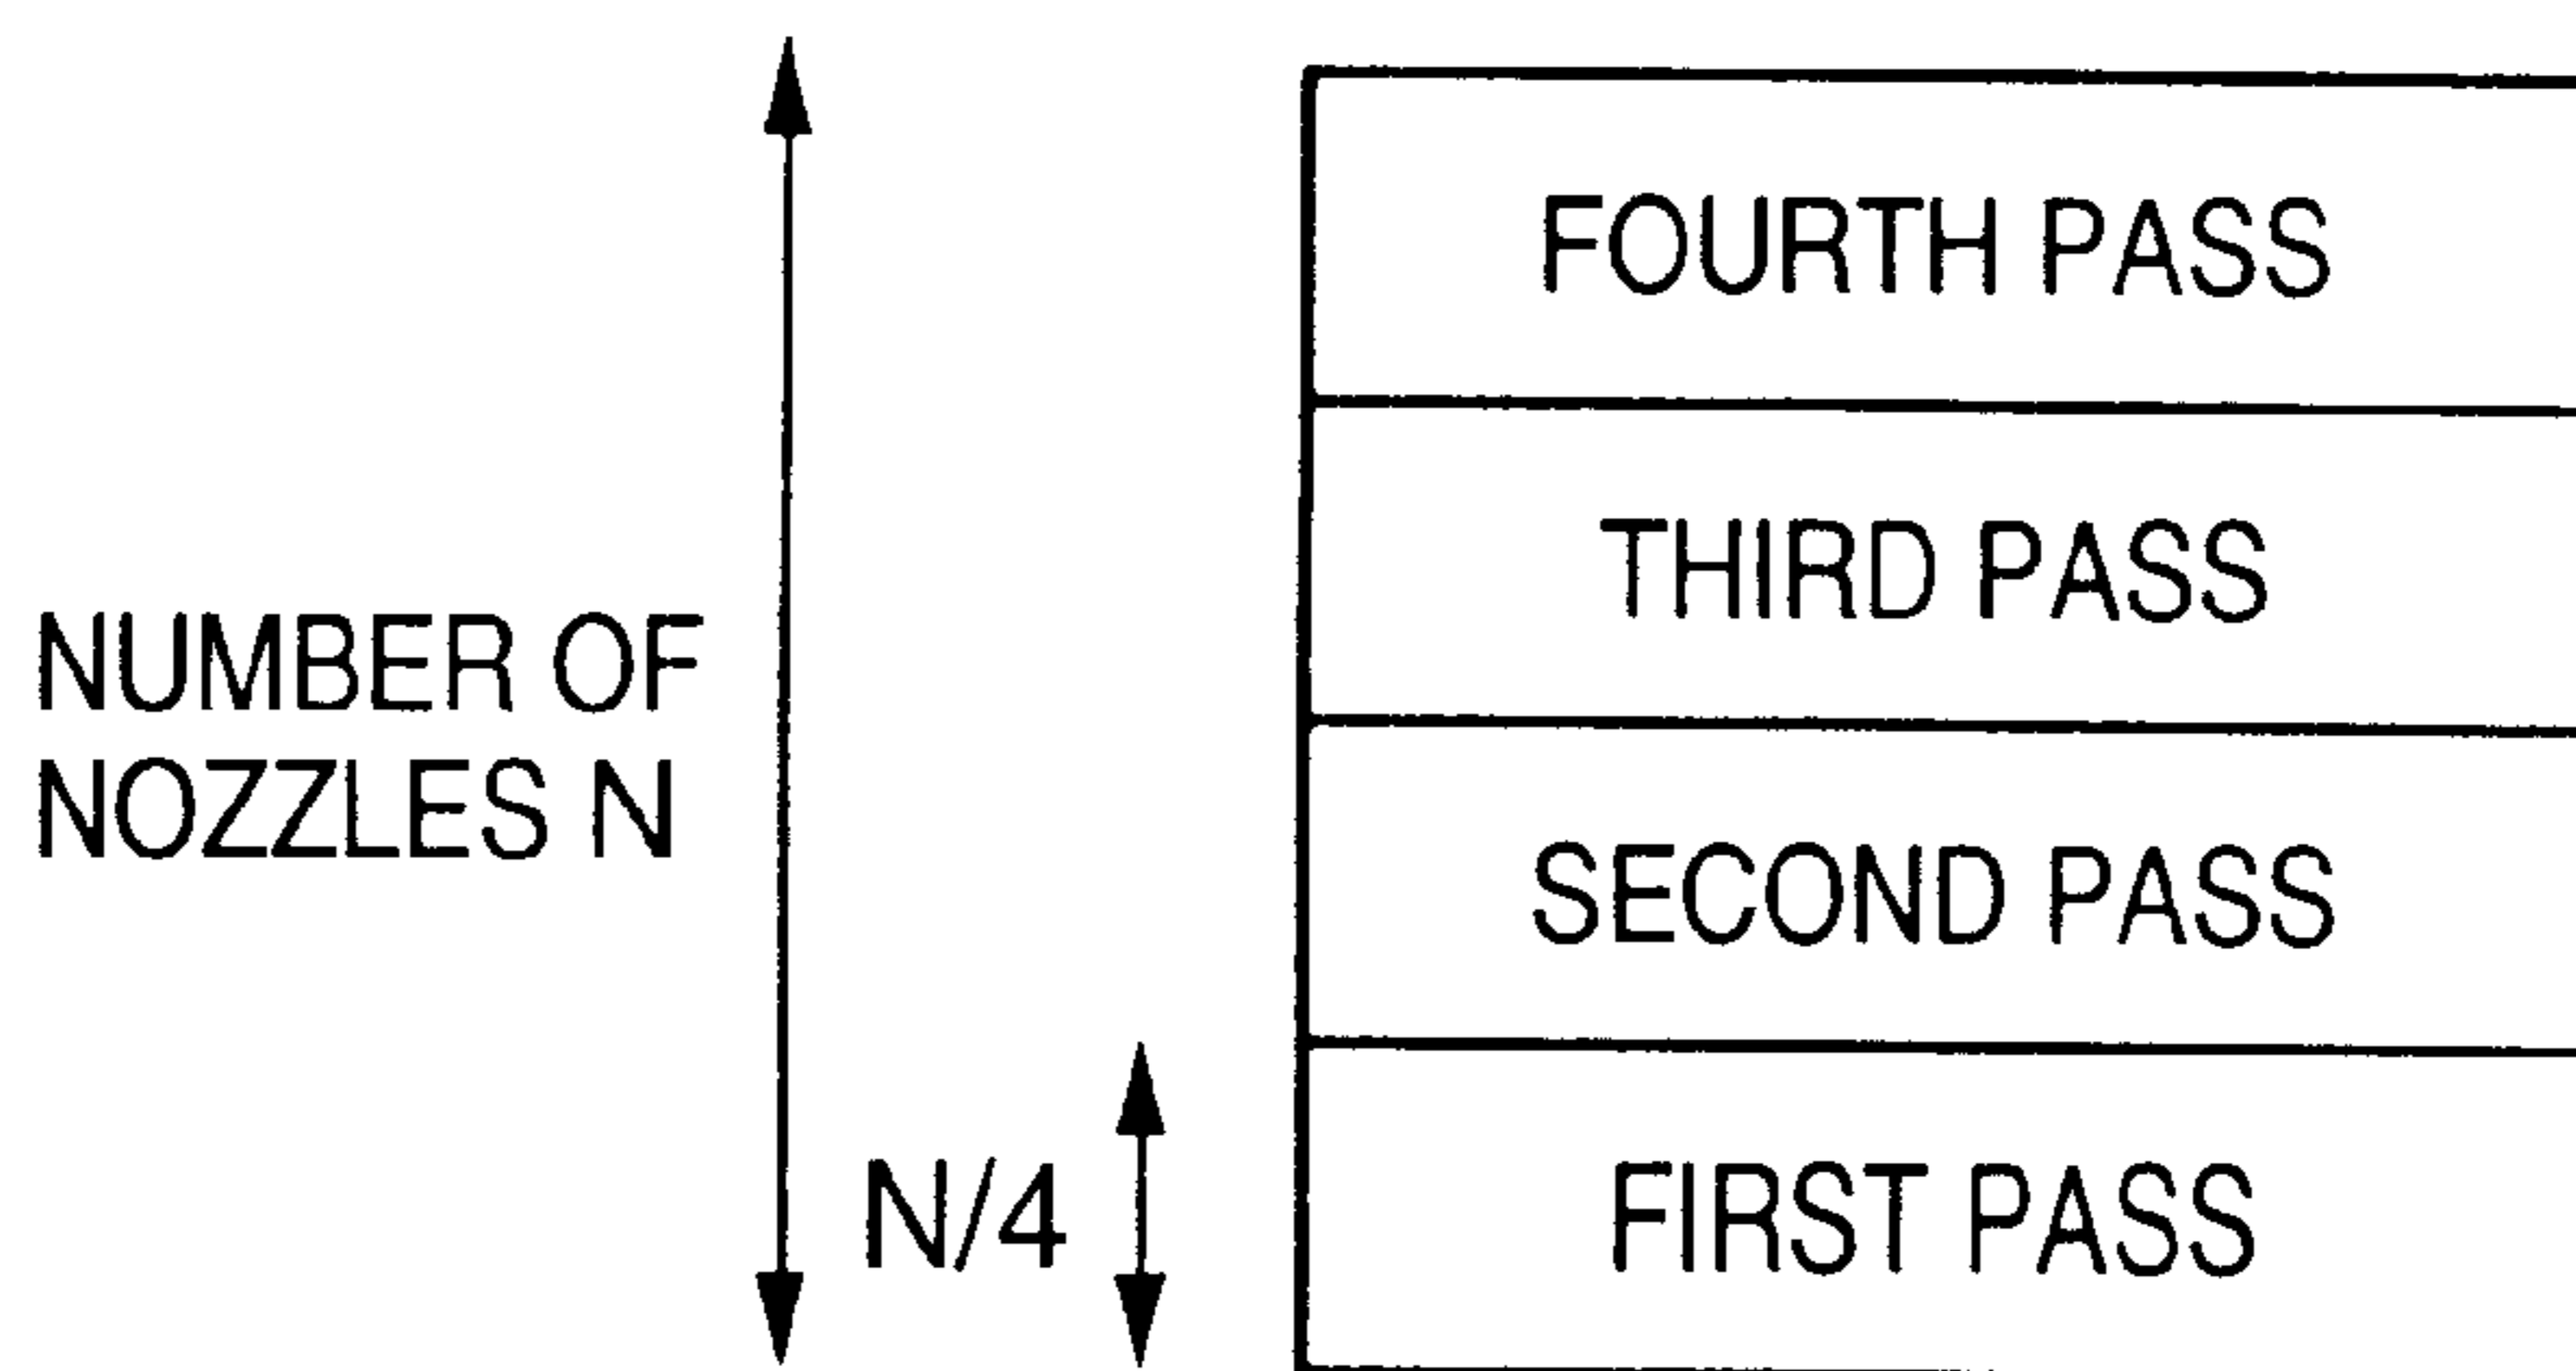 NUMBER OF
NOZZLES N
N/4
FOURTH PASS
THIRD PASS
SECOND PASS
FIRST PASS